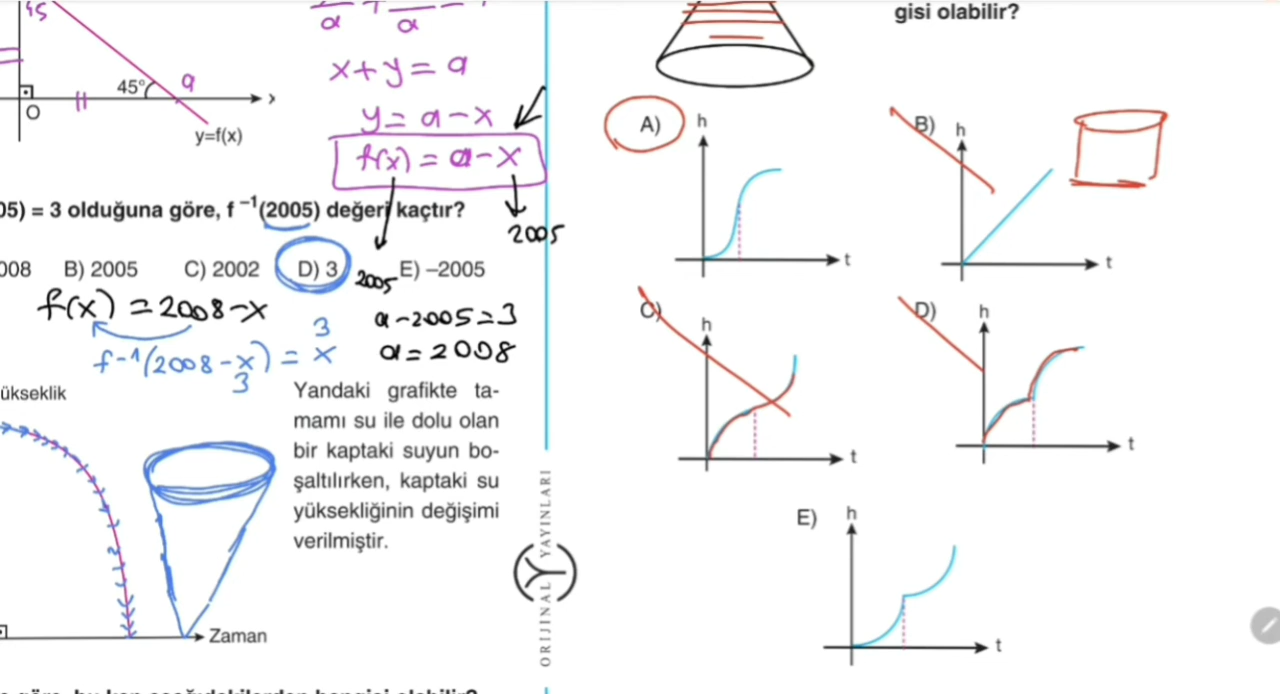 45
α + α =
x+y = a
y = a-x
f(x) = a-x
45° a
O x
y=f(x)
05) = 3 olduğuna göre, f⁻¹(2005) değeri kaçtır?
2005
008 B) 2005 C) 2002 D) 3 E) –2005
2005
f(x) = 2008-x
a-2005=3
a=2008
f-1(2008-x) = x
3
3
ükseklik
Yandaki grafikte ta-
mamı su ile dolu olan
bir kaptaki suyun bo-
şaltılırken, kaptaki su
yüksekliğinin değişimi
verilmiştir.
Zaman
ORİJİNAL YAYINLARI
gisi olabilir?
A) h t
B) h t
C) h t
D) h t
E) h t